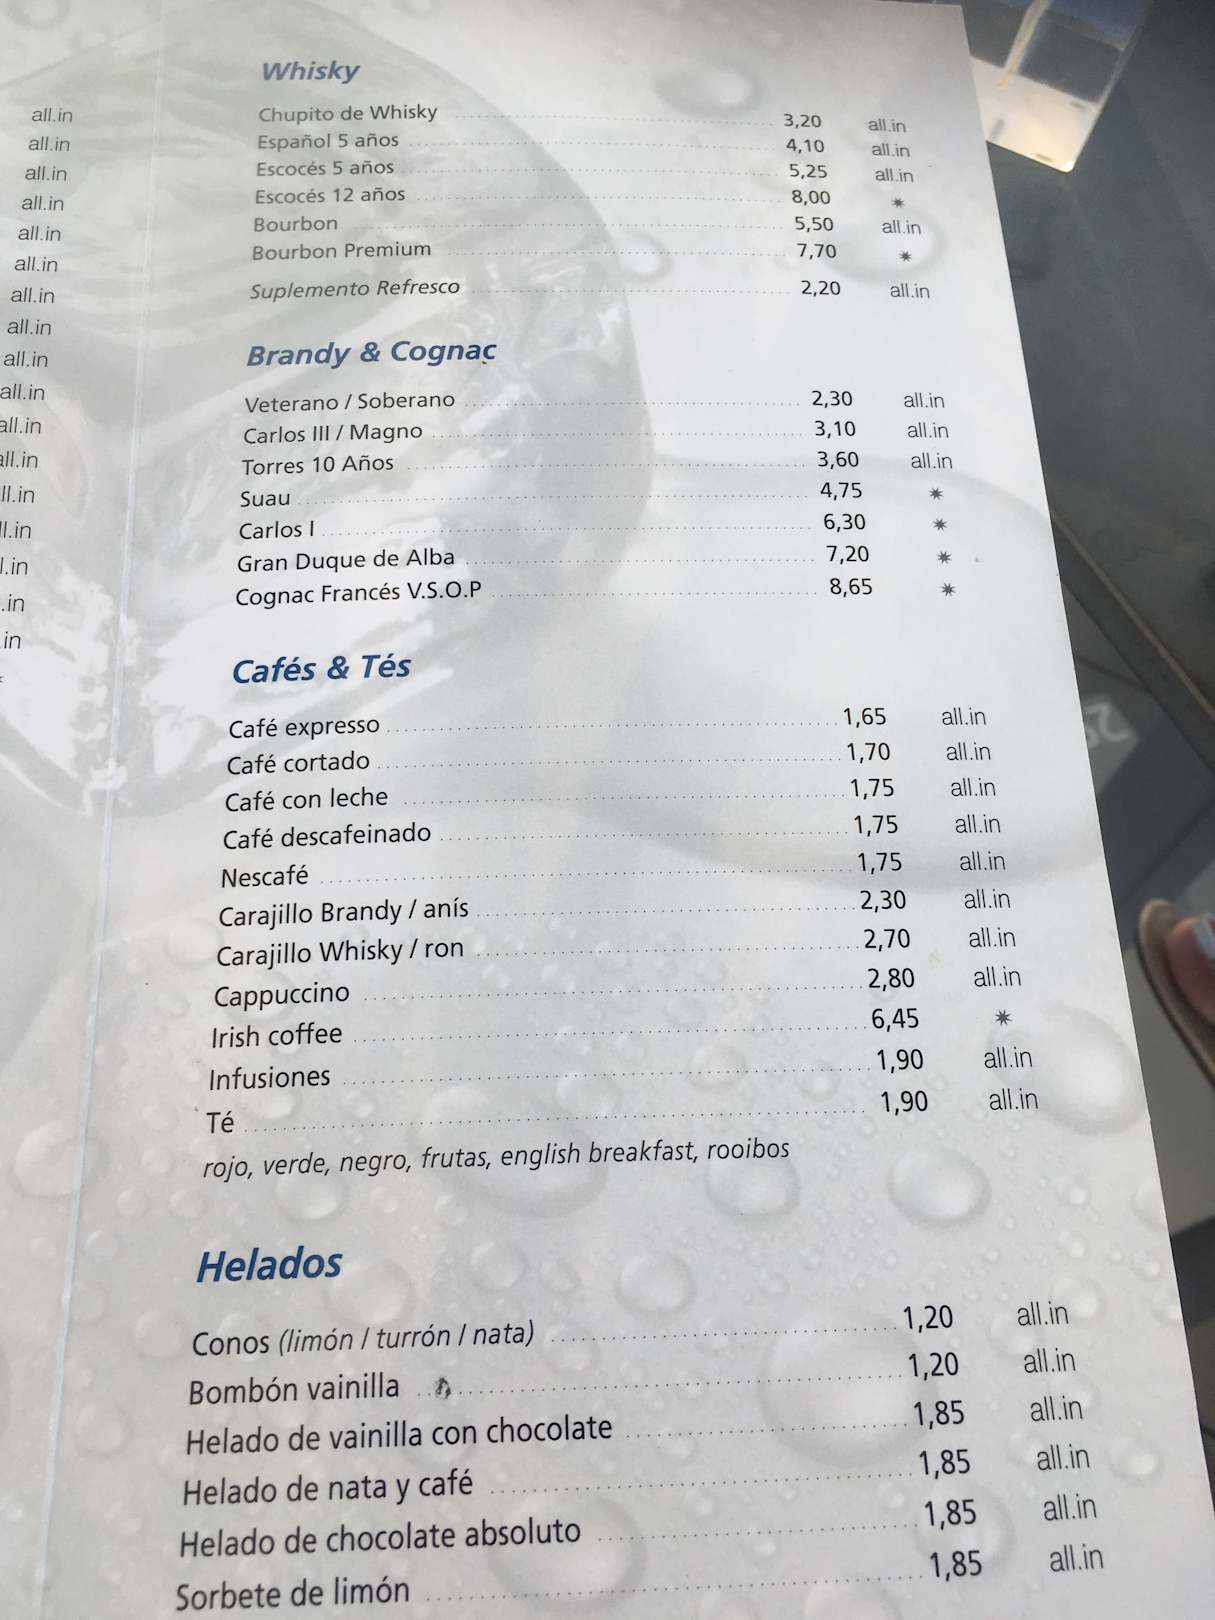 all.in
all.in
all.in
all.in
all.in
all.in
all.in
all.in
all.in
all.in
all.in
all.in
ll.in
l.in
l.in
.in
in
Whisky
Chupito de Whisky 3,20 all.in
Español 5 años 4,10 all.in
Escocés 5 años 5,25 all.in
Escocés 12 años 8,00 *
Bourbon 5,50 all.in
Bourbon Premium 7,70 *
Suplemento Refresco 2,20 all.in
Brandy & Cognac
Veterano / Soberano 2,30 all.in
Carlos III / Magno 3,10 all.in
Torres 10 Años 3,60 all.in
Suau 4,75 *
Carlos I 6,30 *
Gran Duque de Alba 7,20 *
Cognac Francés V.S.O.P 8,65 *
Cafés & Tés
Café expresso 1,65 all.in
Café cortado 1,70 all.in
Café con leche 1,75 all.in
Café descafeinado 1,75 all.in
Nescafé 1,75 all.in
Carajillo Brandy / anís 2,30 all.in
Carajillo Whisky / ron 2,70 all.in
Cappuccino 2,80 all.in
Irish coffee 6,45 *
Infusiones 1,90 all.in
Té 1,90 all.in
rojo, verde, negro, frutas, english breakfast, rooibos
Helados
Conos (limón / turrón / nata) 1,20 all.in
Bombón vainilla 1,20 all.in
Helado de vainilla con chocolate 1,85 all.in
Helado de nata y café 1,85 all.in
Helado de chocolate absoluto 1,85 all.in
Sorbete de limón 1,85 all.in